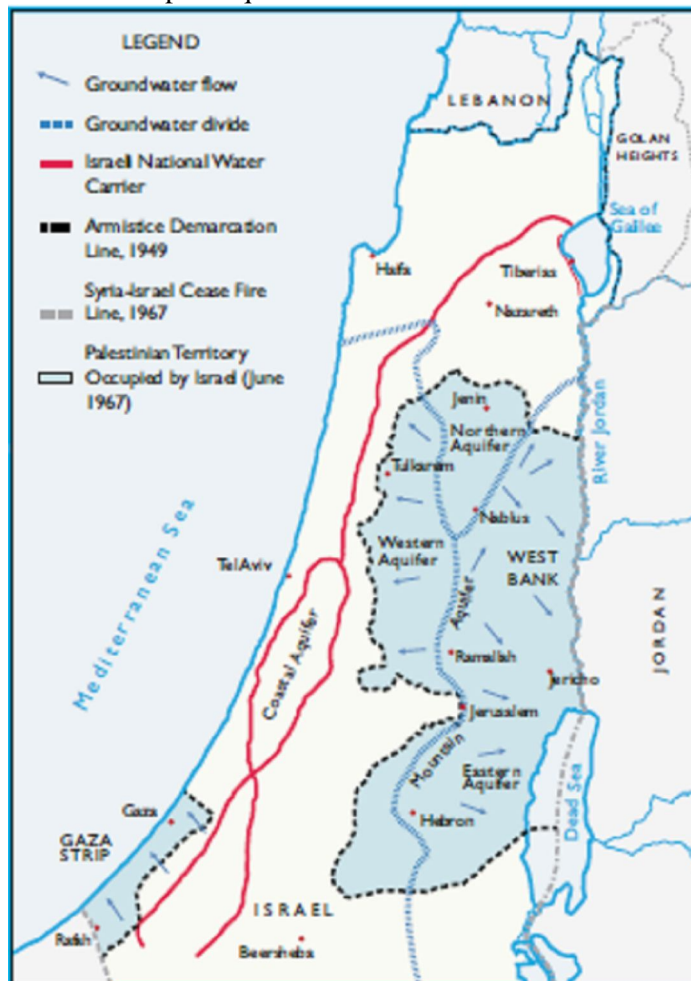 LEGEND
Groundwater flow
Groundwater divide
Israeli National Water
Carrier
Armistice Demarcation
Line, 1949
Syria-Israel Cease Fire
Line, 1967
Palestinian Territory
Occupied by Israel (June
1967)
LEBANON
GOLAN
HEIGHTS
Sea of
Galilee
Haifa
Tiberias
Nazareth
Jenin
Northern
Aquifer
River Jordan
Tulkarem
Nablus
Mediterranean Sea
Western
Aquifer
WEST
BANK
Tel Aviv
Aquifer
Coastal Aquifer
Ramallah
JORDAN
Jericho
Jeruslem
Mountain
Eastern
Aquifer
Dead Sea
Gaza
Hebron
GAZA
STRIP
ISRAEL
Rafah
Beersheba